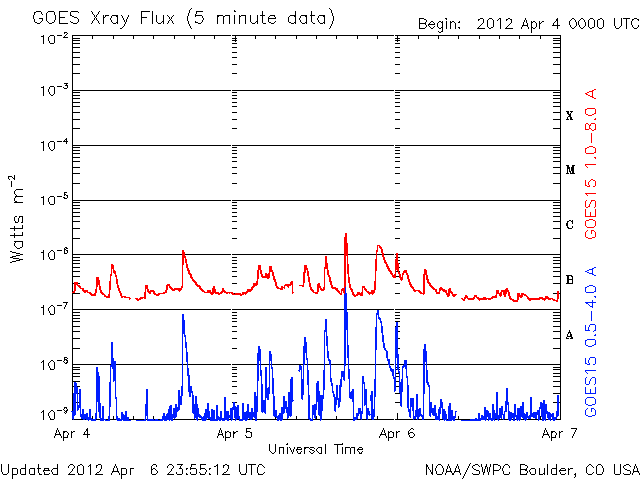 GOES Xray Flux (5 minute data)
Begin: 2012 Apr 4 0000 UTC
10⁻²
10⁻³
10⁻⁴
10⁻⁵
10⁻⁶
10⁻⁷
10⁻⁸
10⁻⁹
Watts m⁻²
X
M
C
B
A
GOES15 1.0-8.0 A
GOES15 0.5-4.0 A
Apr 4
Apr 5
Apr 6
Apr 7
Universal Time
Updated 2012 Apr 6 23:55:12 UTC
NOAA/SWPC Boulder, CO USA